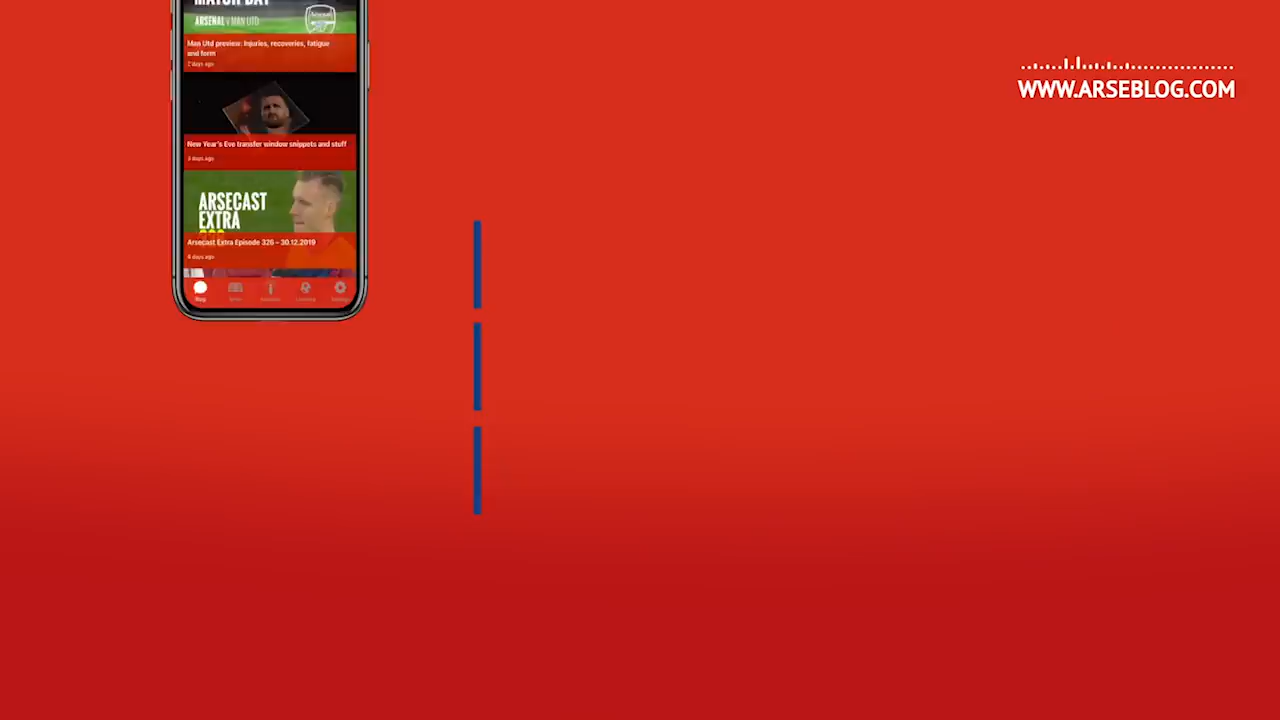 MATCH DAY
ARSENAL V MAN UTD
Arsenal
Man Utd preview: Injuries, recoveries, fatigue
and form
2 days ago
WWW.ARSEBLOG.COM
New Year's Eve transfer window snippets and stuff
3 days ago
ARSECAST
EXTRA
Arsecast Extra Episode 326 – 30.12.2019
4 days ago
Blog